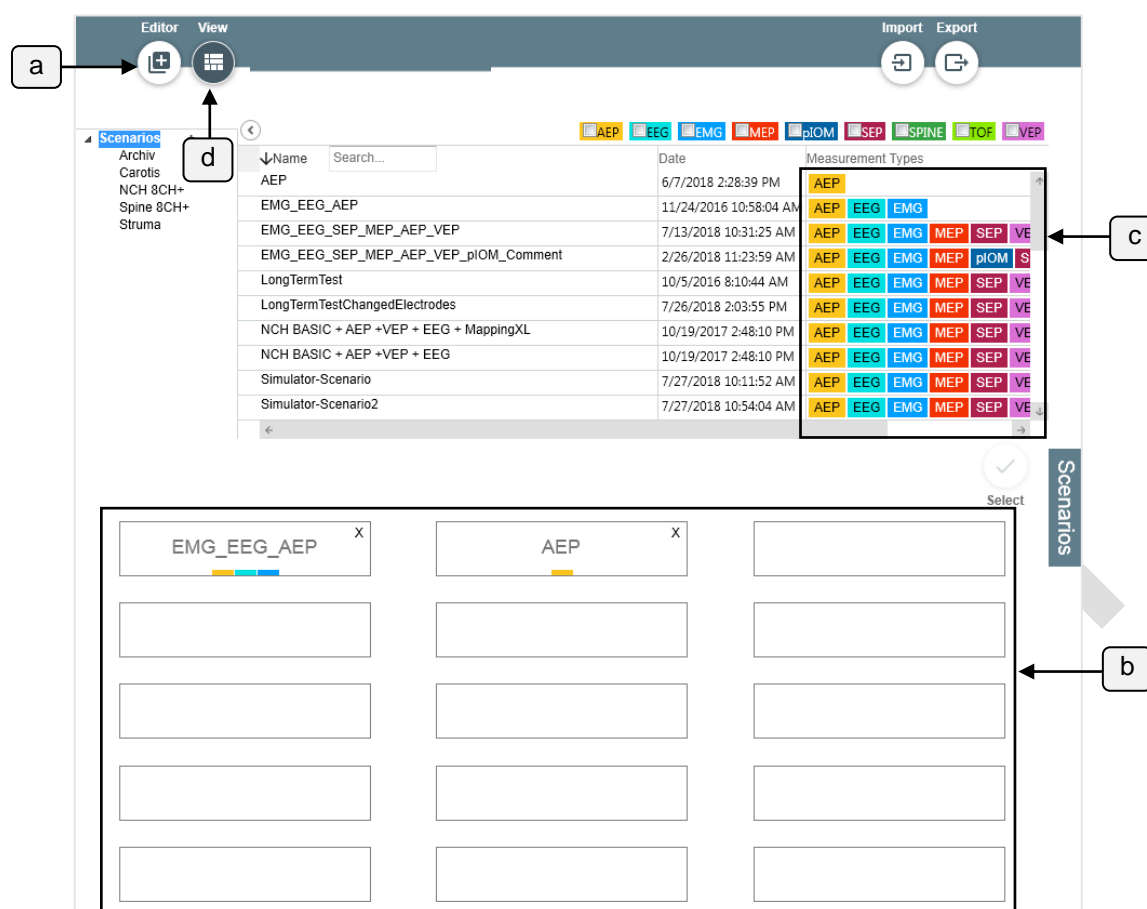 Editor View Import Export
a
d
AEP EEG EMG MEP pIOM SEP SPINE TOF VEP
Scenarios
Archiv
Carotis
NCH 8CH+
Spine 8CH+
Struma
Name Search... Date Measurement Types
AEP 6/7/2018 2:28:39 PM AEP
EMG_EEG_AEP 11/24/2016 10:58:04 AM AEP EEG EMG
EMG_EEG_SEP_MEP_AEP_VEP 7/13/2018 10:31:25 AM AEP EEG EMG MEP SEP VE
c
EMG_EEG_SEP_MEP_AEP_VEP_pIOM_Comment 2/26/2018 11:23:59 AM AEP EEG EMG MEP pIOM S
LongTermTest 10/5/2016 8:10:44 AM AEP EEG EMG MEP SEP VE
LongTermTestChangedElectrodes 7/26/2018 2:03:55 PM AEP EEG EMG MEP SEP VE
NCH BASIC + AEP +VEP + EEG + MappingXL 10/19/2017 2:48:10 PM AEP EEG EMG MEP SEP VE
NCH BASIC + AEP +VEP + EEG 10/19/2017 2:48:10 PM AEP EEG EMG MEP SEP VE
Simulator-Scenario 7/27/2018 10:11:52 AM AEP EEG EMG MEP SEP VE
Simulator-Scenario2 7/27/2018 10:54:04 AM AEP EEG EMG MEP SEP VE
Select
Scenarios
EMG_EEG_AEP X AEP X
b